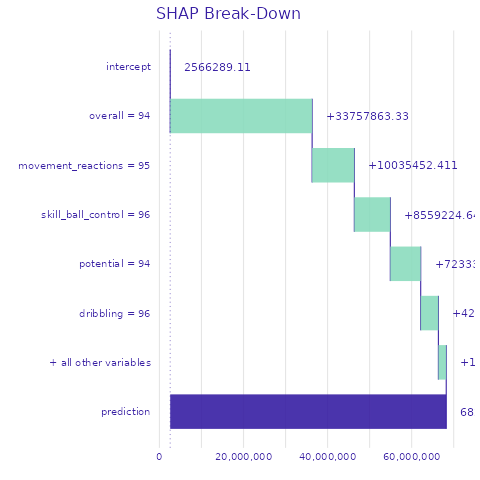 SHAP Break-Down
intercept 2566289.11
overall = 94 +33757863.33
movement_reactions = 95 +10035452.411
skill_ball_control = 96 +8559224.6
potential = 94 +7233
dribbling = 96 +42
+ all other variables +1
prediction 68
0 20,000,000 40,000,000 60,000,000